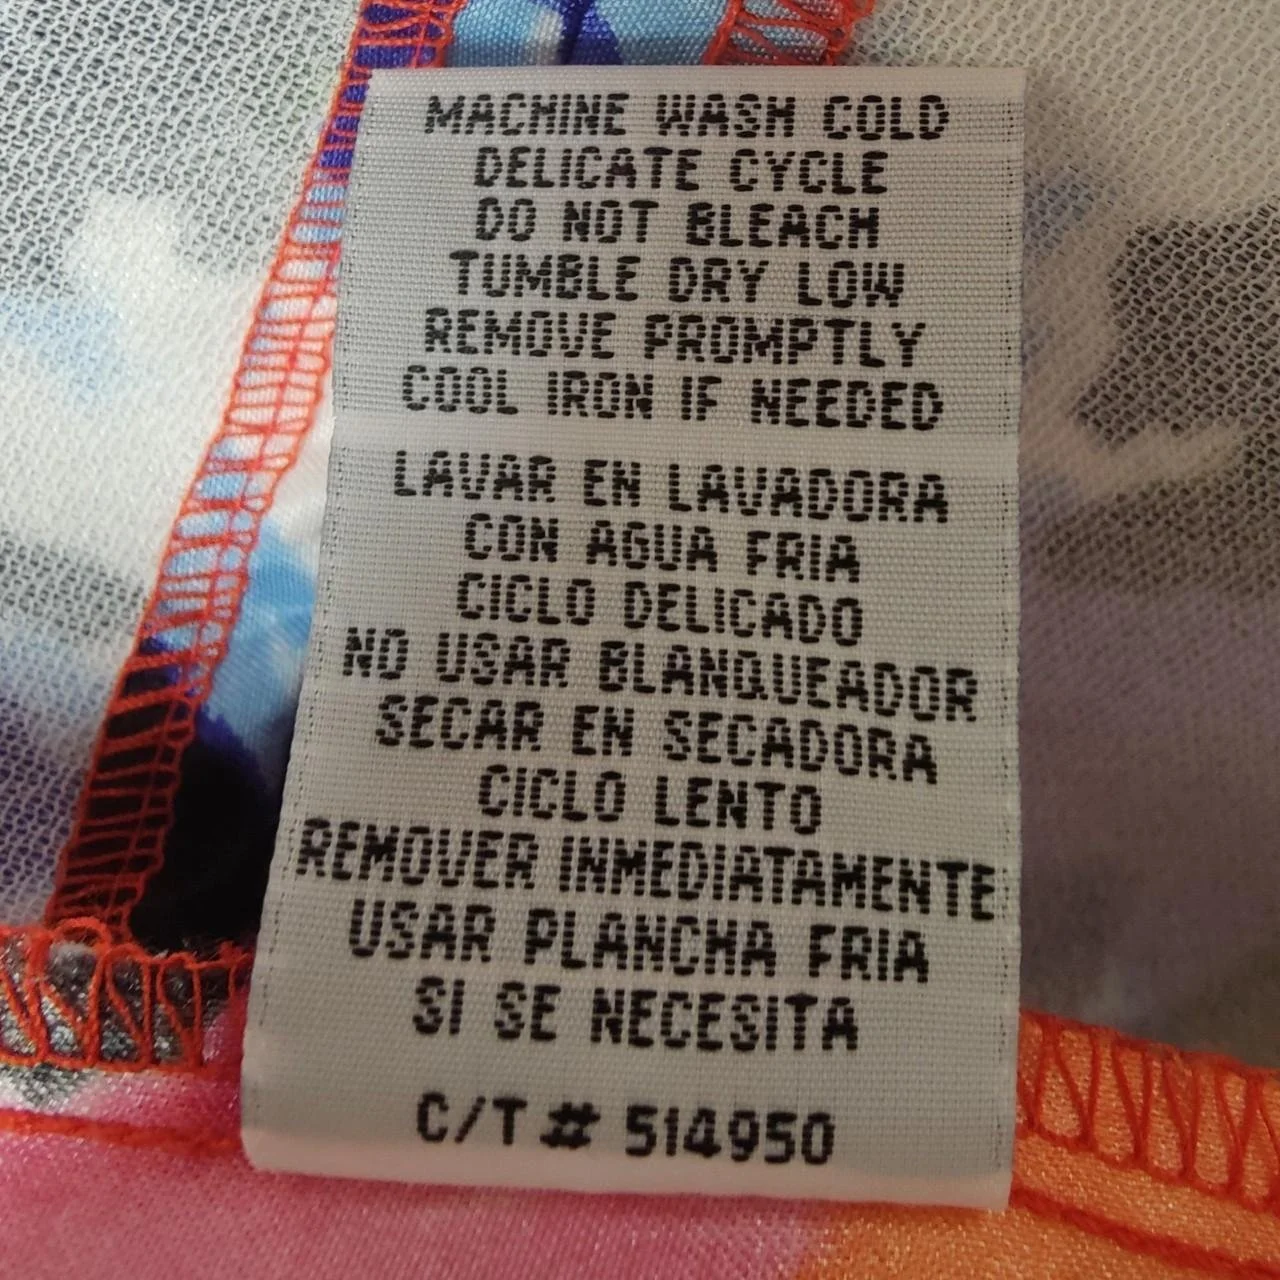 MACHINE WASH COLD
DELICATE CYCLE
DO NOT BLEACH
TUMBLE DRY LOW
REMOVE PROMPTLY
COOL IRON IF NEEDED
LAVAR EN LAVADORA
CON AGUA FRIA
CICLO DELICADO
NO USAR BLANQUEADOR
SECAR EN SECADORA
CICLO LENTO
REMOVER INMEDIATAMENTE
USAR PLANCHA FRIA
SI SE NECESITA
C/T # 514950